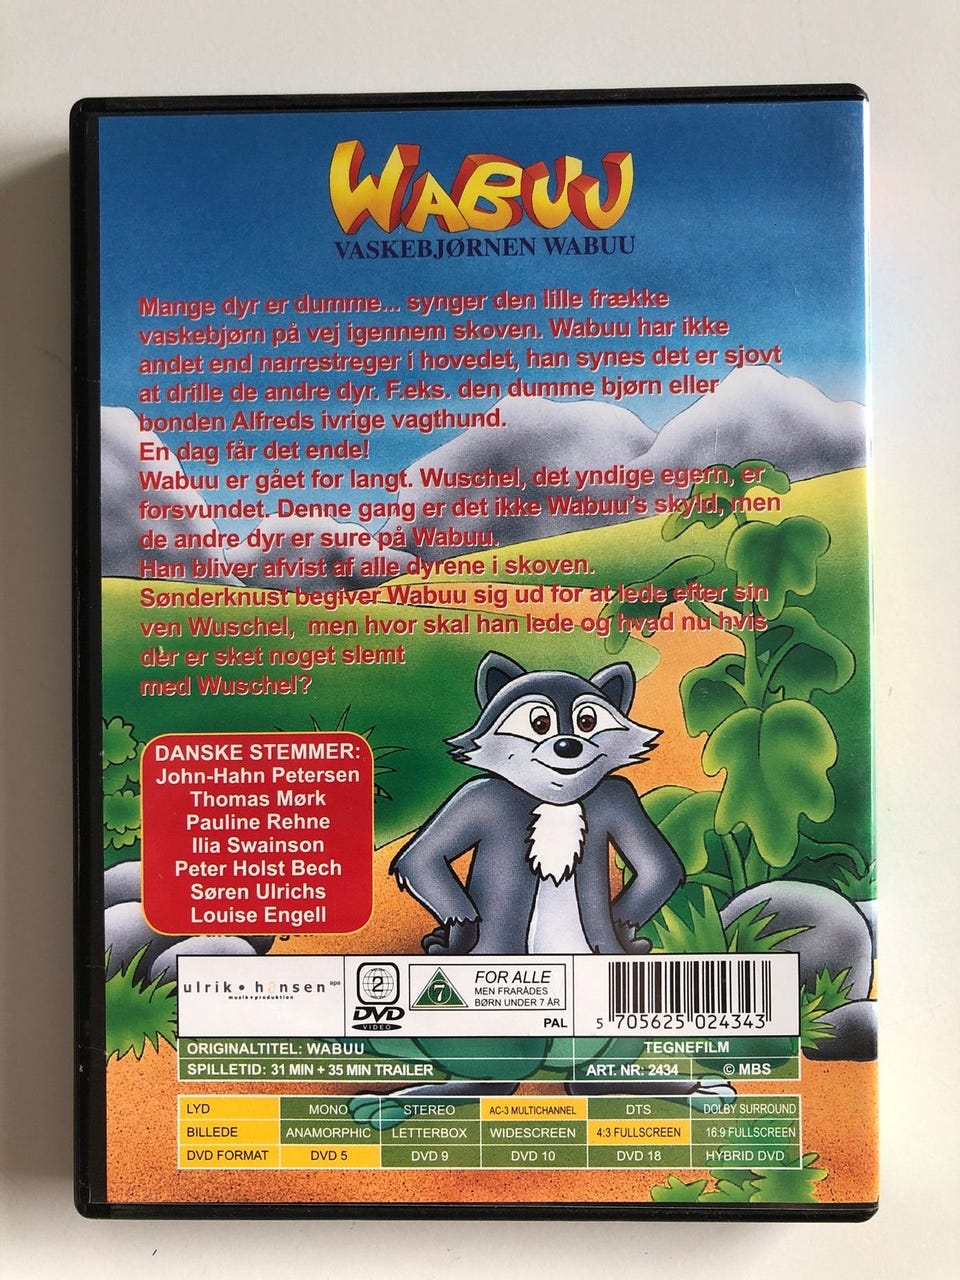 WABUU
VASKEBJØRNEN WABUU
Mange dyr er dumme... synger den lille frække
vaskebjørn på vej igennem skoven. Wabuu har ikke
andet end narrestreger i hovedet, han synes det er sjovt
at drille de andre dyr. F.eks. den dumme bjørn eller
bonden Alfreds ivrige vagthund.
En dag får det ende!
Wabuu er gået for langt. Wuschel, det yndige egern, er
forsvundet. Denne gang er det ikke Wabuu's skyld, men
de andre dyr er sure på Wabuu.
Han bliver afvist af alle dyrene i skoven.
Sønderknust begiver Wabuu sig ud for at lede efter sin
ven Wuschel, men hvor skal han lede og hvad nu hvis
der er sket noget slemt
med Wuschel?
DANSKE STEMMER:
John-Hahn Petersen
Thomas Mørk
Pauline Rehne
Ilia Swainson
Peter Holst Bech
Søren Ulrichs
Louise Engell
ulrik • hansen aps
musik•produktion
2
DVD
VIDEO
7
FOR ALLE
MEN FRARÅDES
BØRN UNDER 7 ÅR
PAL
5 705625 024343
ORIGINALTITEL: WABUU TEGNEFILM
SPILLETID: 31 MIN + 35 MIN TRAILER ART. NR: 2434 © MBS
LYD MONO STEREO AC-3 MULTICHANNEL DTS DOLBY SURROUND
BILLEDE ANAMORPHIC LETTERBOX WIDESCREEN 4:3 FULLSCREEN 16:9 FULLSCREEN
DVD FORMAT DVD 5 DVD 9 DVD 10 DVD 18 HYBRID DVD